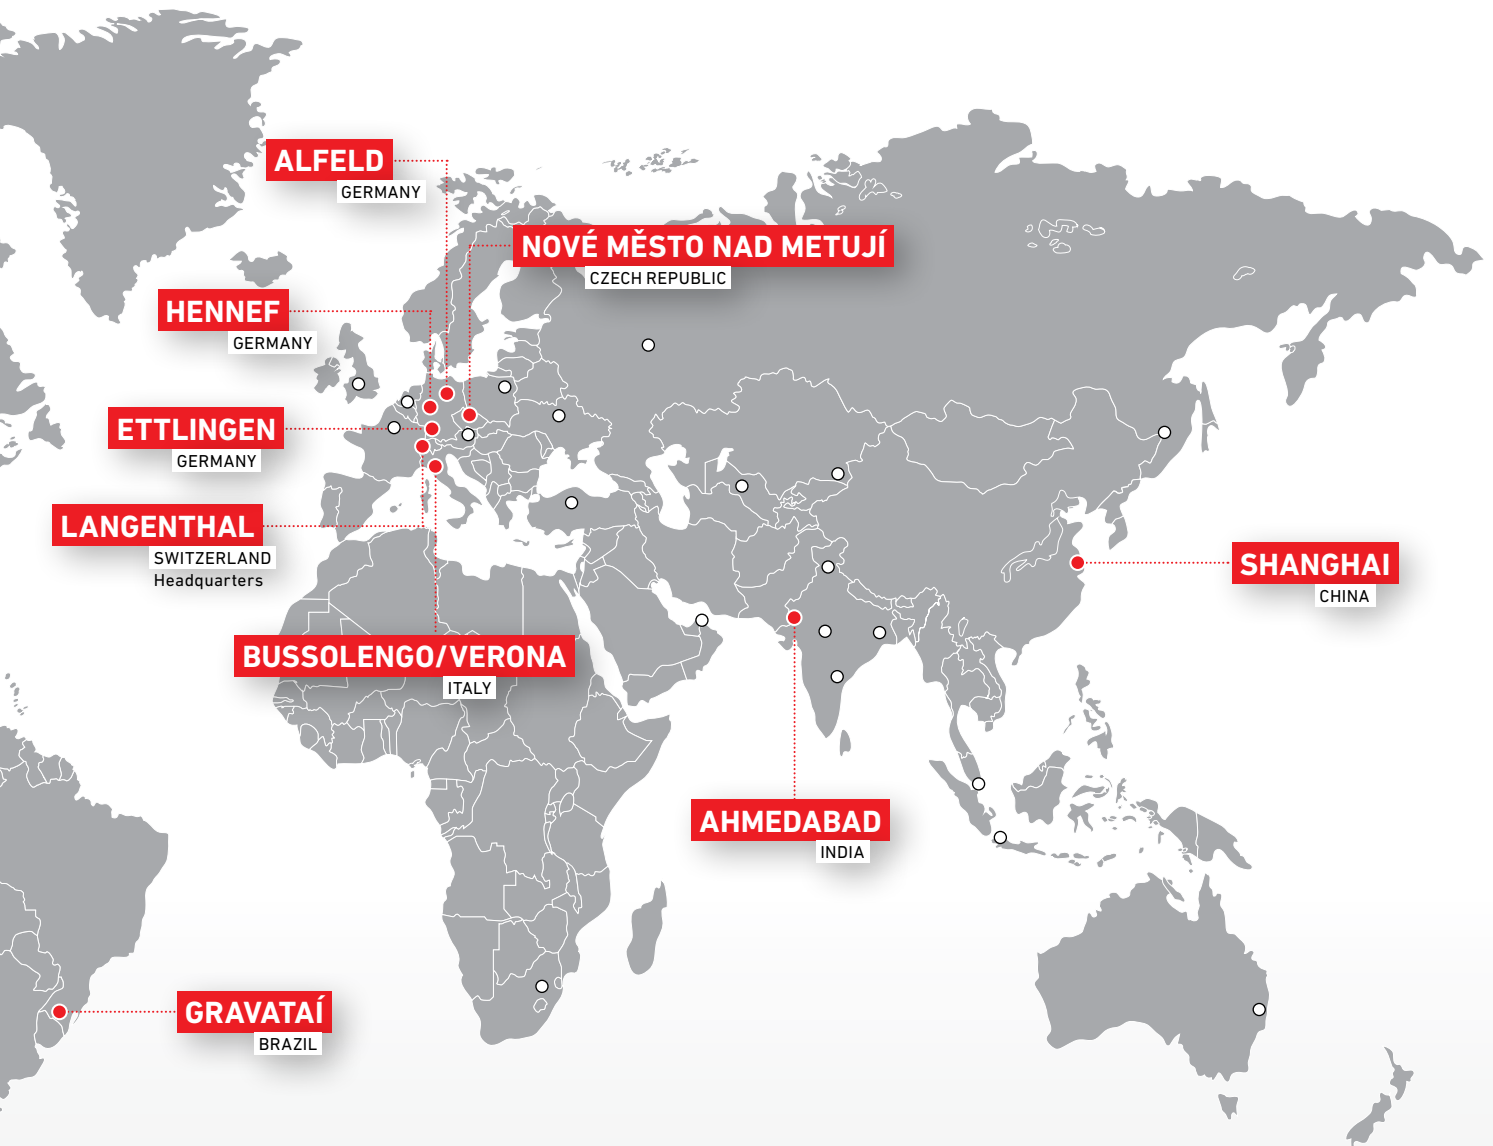 ALFELD
GERMANY
NOVÉ MĚSTO NAD METUJÍ
CZECH REPUBLIC
HENNEF
GERMANY
ETTLINGEN
GERMANY
LANGENTHAL
SWITZERLAND
Headquarters
SHANGHAI
CHINA
BUSSOLENGO/VERONA
ITALY
AHMEDABAD
INDIA
GRAVATAÍ
BRAZIL